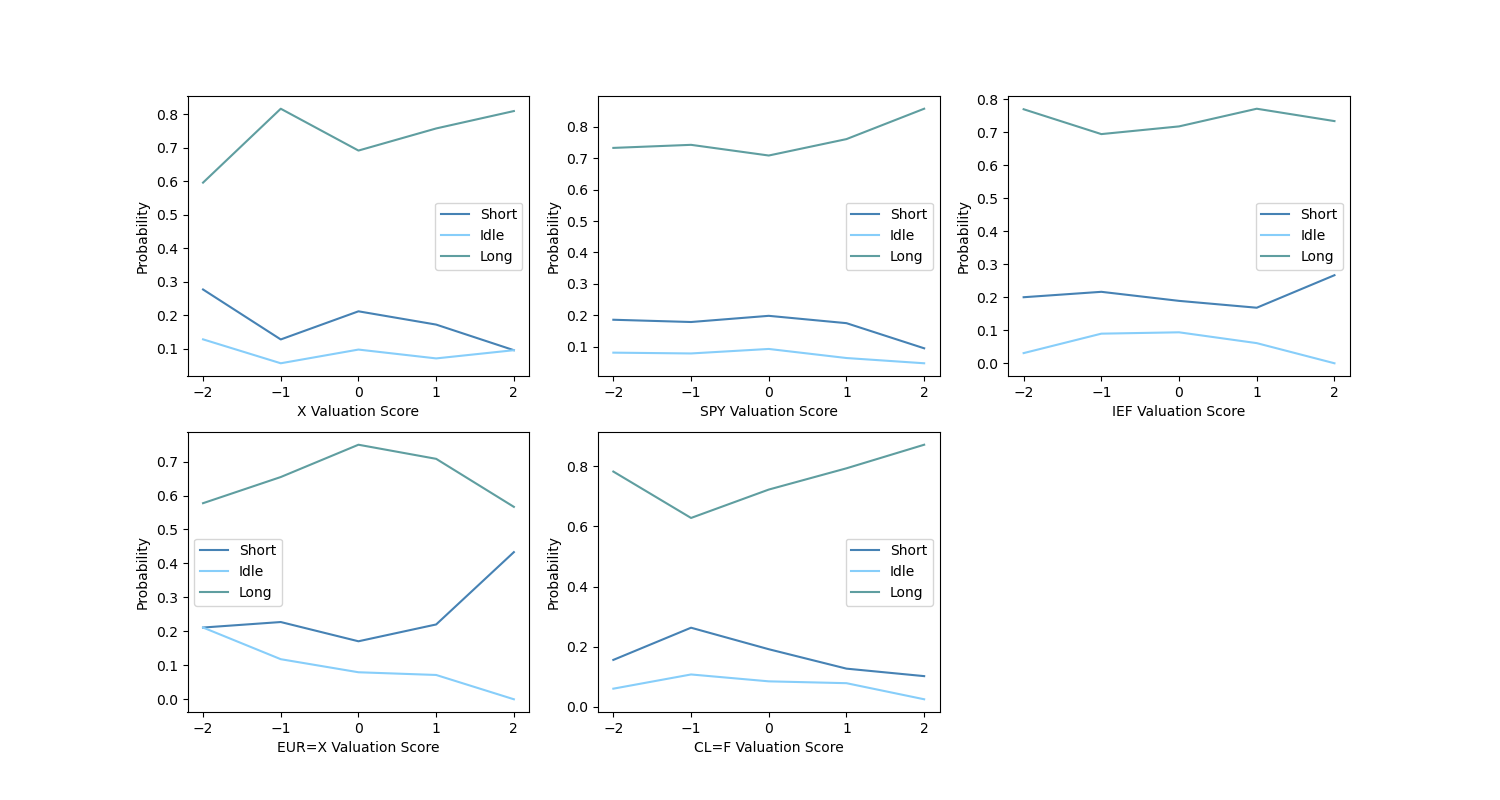 Probability
0.8
0.7
0.6
0.5
0.4
0.3
0.2
0.1
Short
Idle
Long
−2 −1 0 1 2
X Valuation Score
Probability
0.8
0.7
0.6
0.5
0.4
0.3
0.2
0.1
Short
Idle
Long
−2 −1 0 1 2
SPY Valuation Score
Probability
0.8
0.7
0.6
0.5
0.4
0.3
0.2
0.1
0.0
Short
Idle
Long
−2 −1 0 1 2
IEF Valuation Score
Probability
0.7
0.6
0.5
0.4
0.3
0.2
0.1
0.0
Short
Idle
Long
−2 −1 0 1 2
EUR=X Valuation Score
Probability
0.8
0.6
0.4
0.2
0.0
Short
Idle
Long
−2 −1 0 1 2
CL=F Valuation Score